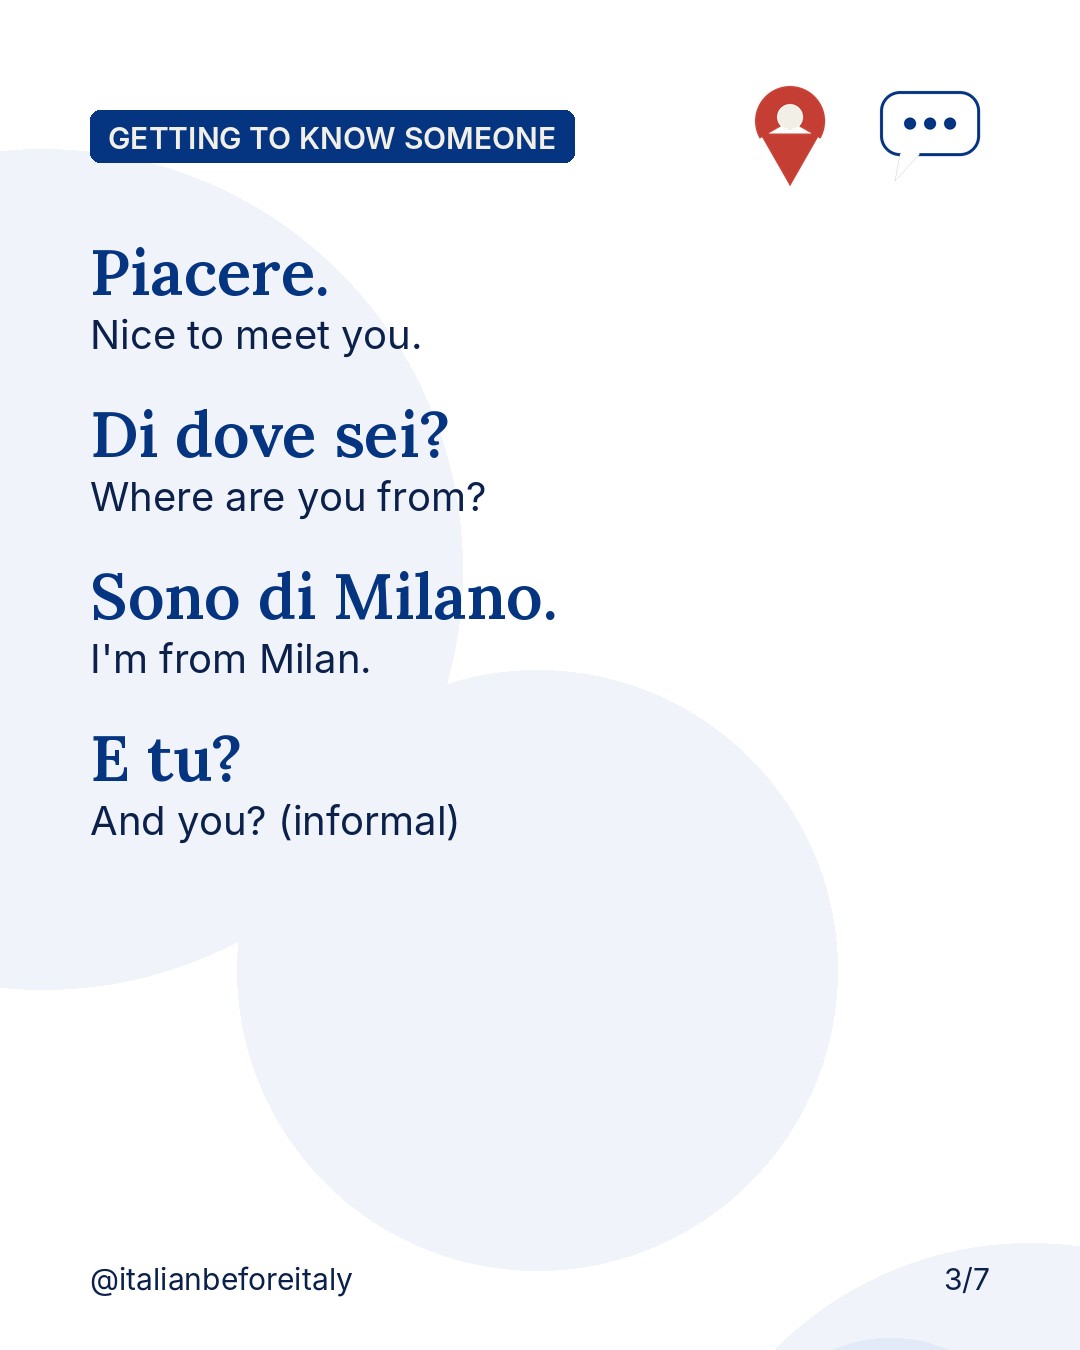 GETTING TO KNOW SOMEONE
Piacere.
Nice to meet you.
Di dove sei?
Where are you from?
Sono di Milano.
I'm from Milan.
E tu?
And you? (informal)
@italianbeforeitaly
3/7